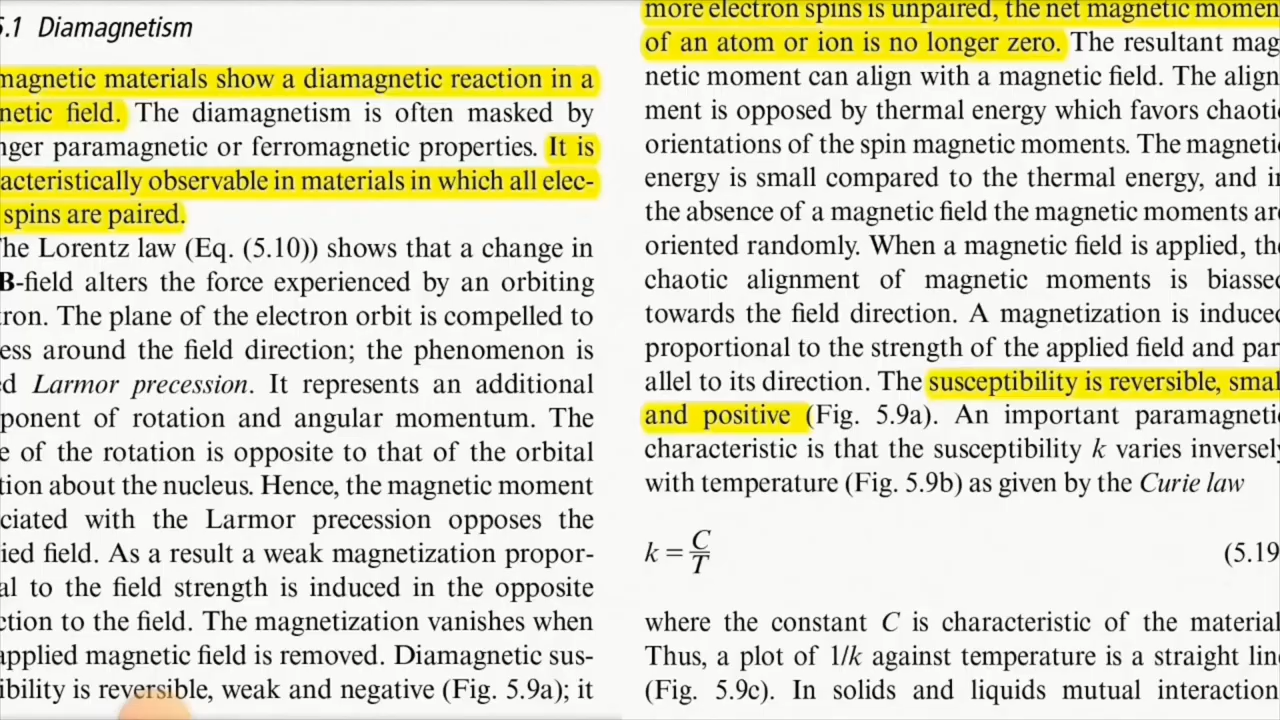 5.1 Diamagnetism
magnetic materials show a diamagnetic reaction in a
netic field. The diamagnetism is often masked by
nger paramagnetic or ferromagnetic properties. It is
acteristically observable in materials in which all elec-
spins are paired.
The Lorentz law (Eq. (5.10)) shows that a change in
B-field alters the force experienced by an orbiting
tron. The plane of the electron orbit is compelled to
ess around the field direction; the phenomenon is
ed Larmor precession. It represents an additional
ponent of rotation and angular momentum. The
e of the rotation is opposite to that of the orbital
tion about the nucleus. Hence, the magnetic moment
ciated with the Larmor precession opposes the
ied field. As a result a weak magnetization propor-
al to the field strength is induced in the opposite
ction to the field. The magnetization vanishes when
applied magnetic field is removed. Diamagnetic sus-
ibility is reversible, weak and negative (Fig. 5.9a); it
more electron spins is unpaired, the net magnetic momen
of an atom or ion is no longer zero. The resultant mag
netic moment can align with a magnetic field. The align
ment is opposed by thermal energy which favors chaoti
orientations of the spin magnetic moments. The magneti
energy is small compared to the thermal energy, and i
the absence of a magnetic field the magnetic moments ar
oriented randomly. When a magnetic field is applied, the
chaotic alignment of magnetic moments is biassed
towards the field direction. A magnetization is induced
proportional to the strength of the applied field and par
allel to its direction. The susceptibility is reversible, smal
and positive (Fig. 5.9a). An important paramagnetic
characteristic is that the susceptibility k varies inversely
with temperature (Fig. 5.9b) as given by the Curie law
k = C/T (5.19
where the constant C is characteristic of the material
Thus, a plot of 1/k against temperature is a straight line
(Fig. 5.9c). In solids and liquids mutual interaction